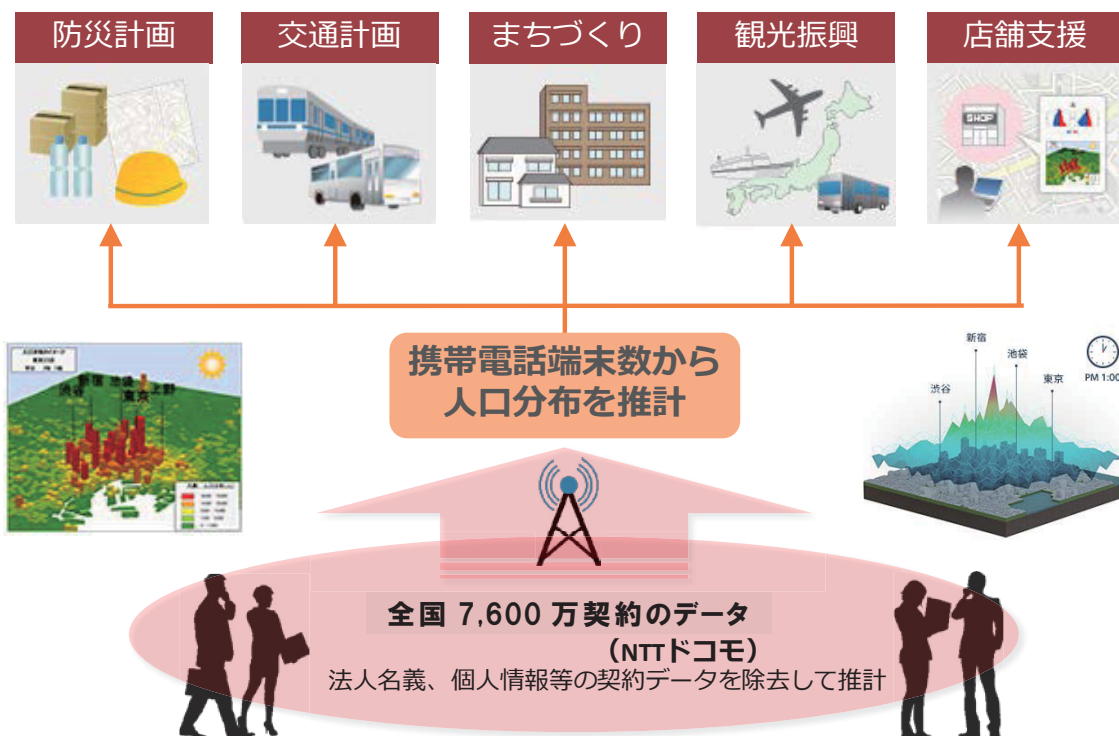 防災計画
交通計画
まちづくり
観光振興
店舗支援
SHOP
携帯電話端末数から
人口分布を推計
新宿 池袋
渋谷
東京 上野
新宿
池袋
渋谷
東京
PM 1:00
全国 7,600 万契約のデータ
（NTTドコモ）
法人名義、個人情報等の契約データを除去して推計